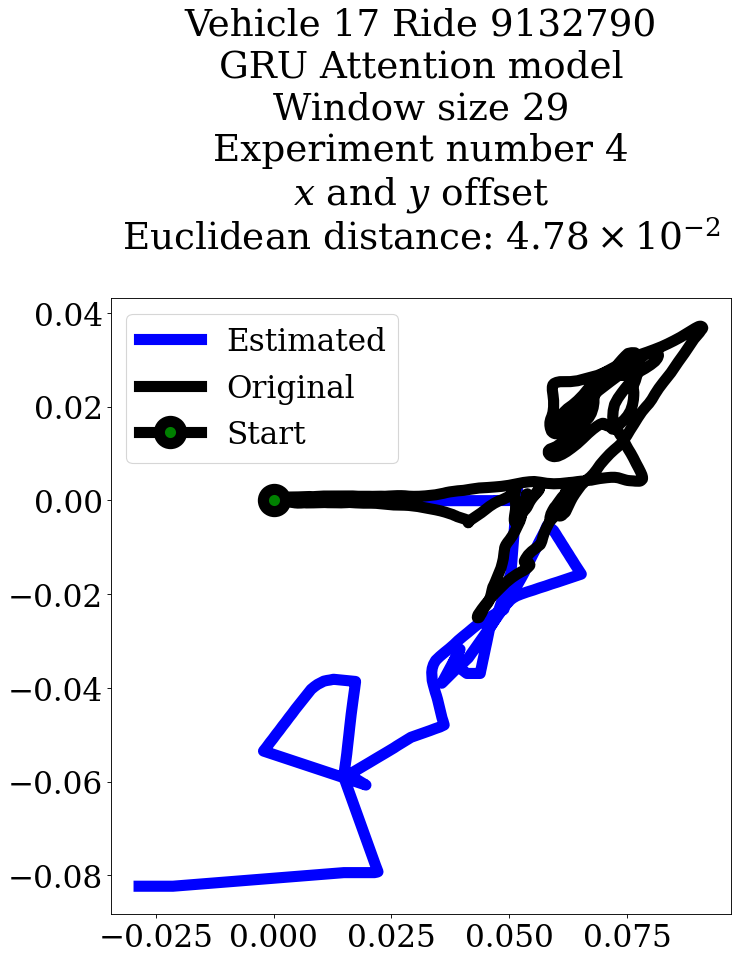 Vehicle 17 Ride 9132790
GRU Attention model
Window size 29
Experiment number 4
x and y offset
Euclidean distance: 4.78 × 10⁻²
0.04
0.02
0.00
−0.02
−0.04
−0.06
−0.08
Estimated
Original
Start
−0.025 0.000 0.025 0.050 0.075